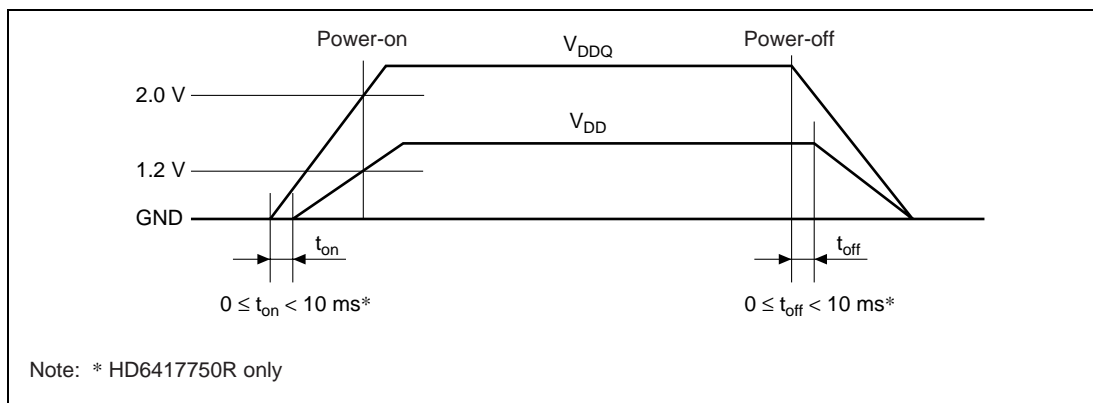 Power-on
VDDQ
Power-off
2.0 V
VDD
1.2 V
GND
ton
toff
0 ≤ ton < 10 ms*
0 ≤ toff < 10 ms*
Note: * HD6417750R only